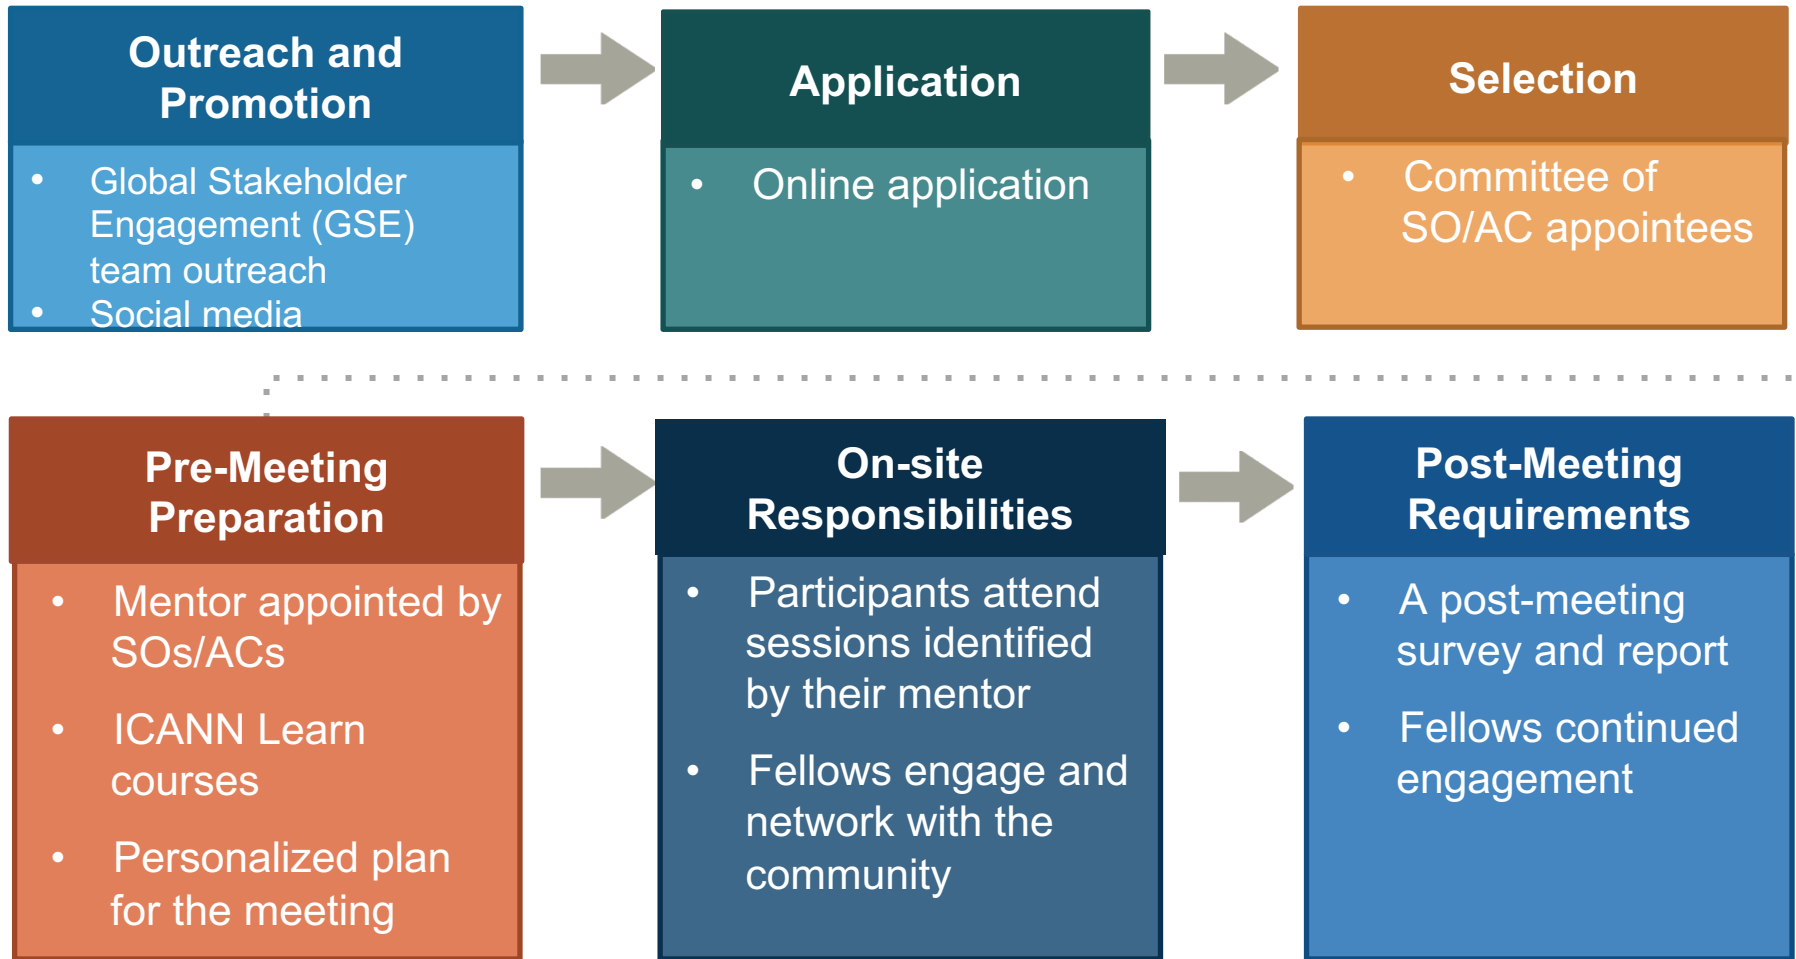 Outreach and
Promotion
• Global Stakeholder
Engagement (GSE)
team outreach
• Social media
Application
• Online application
Selection
• Committee of
SO/AC appointees
Pre-Meeting
Preparation
• Mentor appointed by
SOs/ACs
• ICANN Learn
courses
• Personalized plan
for the meeting
On-site
Responsibilities
• Participants attend
sessions identified
by their mentor
• Fellows engage and
network with the
community
Post-Meeting
Requirements
• A post-meeting
survey and report
• Fellows continued
engagement